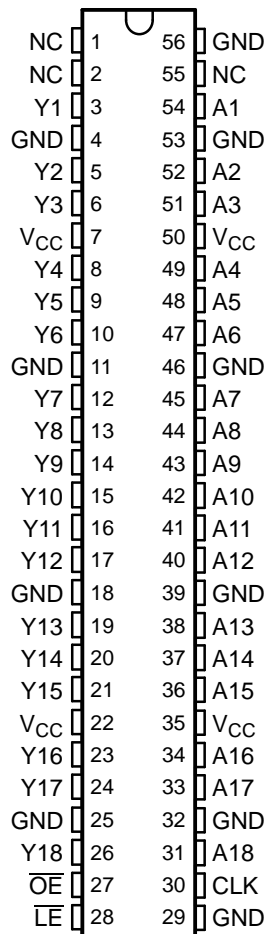 NC 1 56 GND
NC 2 55 NC
Y1 3 54 A1
GND 4 53 GND
Y2 5 52 A2
Y3 6 51 A3
VCC 7 50 VCC
Y4 8 49 A4
Y5 9 48 A5
Y6 10 47 A6
GND 11 46 GND
Y7 12 45 A7
Y8 13 44 A8
Y9 14 43 A9
Y10 15 42 A10
Y11 16 41 A11
Y12 17 40 A12
GND 18 39 GND
Y13 19 38 A13
Y14 20 37 A14
Y15 21 36 A15
VCC 22 35 VCC
Y16 23 34 A16
Y17 24 33 A17
GND 25 32 GND
Y18 26 31 A18
O̅E̅ 27 30 CLK
L̅E̅ 28 29 GND